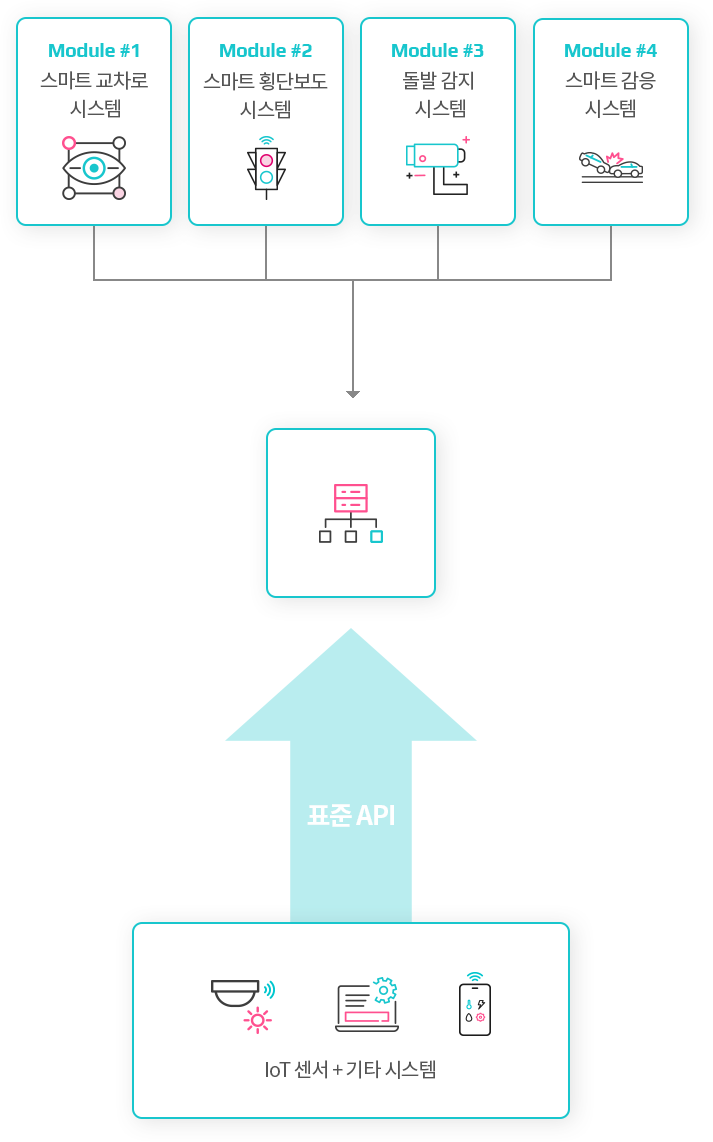 Module #1
스마트 교차로
시스템
Module #2
스마트 횡단보도
시스템
Module #3
돌발 감지
시스템
Module #4
스마트 감응
시스템
표준 API
IoT 센서 + 기타 시스템